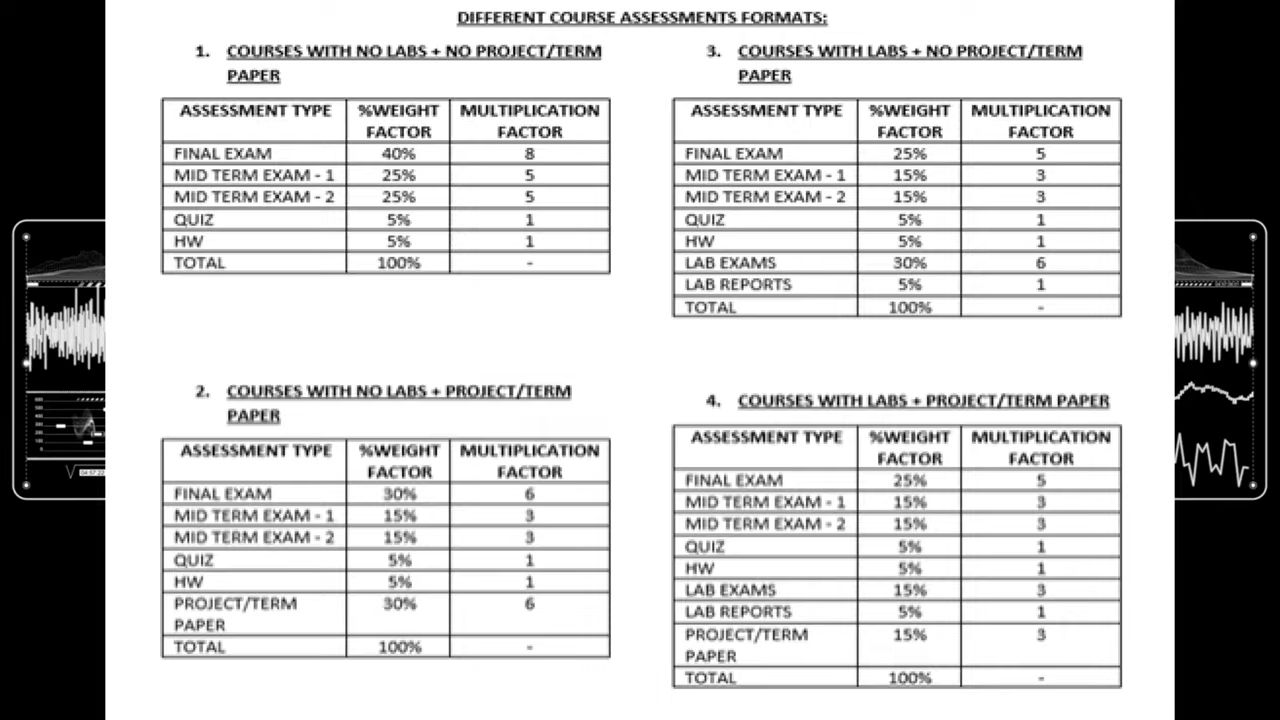 DIFFERENT COURSE ASSESSMENTS FORMATS:
1. COURSES WITH NO LABS + NO PROJECT/TERM
PAPER
ASSESSMENT TYPE %WEIGHT FACTOR MULTIPLICATION FACTOR
FINAL EXAM 40% 8
MID TERM EXAM - 1 25% 5
MID TERM EXAM - 2 25% 5
QUIZ 5% 1
HW 5% 1
TOTAL 100% -
2. COURSES WITH NO LABS + PROJECT/TERM
PAPER
ASSESSMENT TYPE %WEIGHT FACTOR MULTIPLICATION FACTOR
FINAL EXAM 30% 6
MID TERM EXAM - 1 15% 3
MID TERM EXAM - 2 15% 3
QUIZ 5% 1
HW 5% 1
PROJECT/TERM PAPER 30% 6
TOTAL 100% -
3. COURSES WITH LABS + NO PROJECT/TERM
PAPER
ASSESSMENT TYPE %WEIGHT FACTOR MULTIPLICATION FACTOR
FINAL EXAM 25% 5
MID TERM EXAM - 1 15% 3
MID TERM EXAM - 2 15% 3
QUIZ 5% 1
HW 5% 1
LAB EXAMS 30% 6
LAB REPORTS 5% 1
TOTAL 100% -
4. COURSES WITH LABS + PROJECT/TERM PAPER
ASSESSMENT TYPE %WEIGHT FACTOR MULTIPLICATION FACTOR
FINAL EXAM 25% 5
MID TERM EXAM - 1 15% 3
MID TERM EXAM - 2 15% 3
QUIZ 5% 1
HW 5% 1
LAB EXAMS 15% 3
LAB REPORTS 5% 1
PROJECT/TERM PAPER 15% 3
TOTAL 100% -